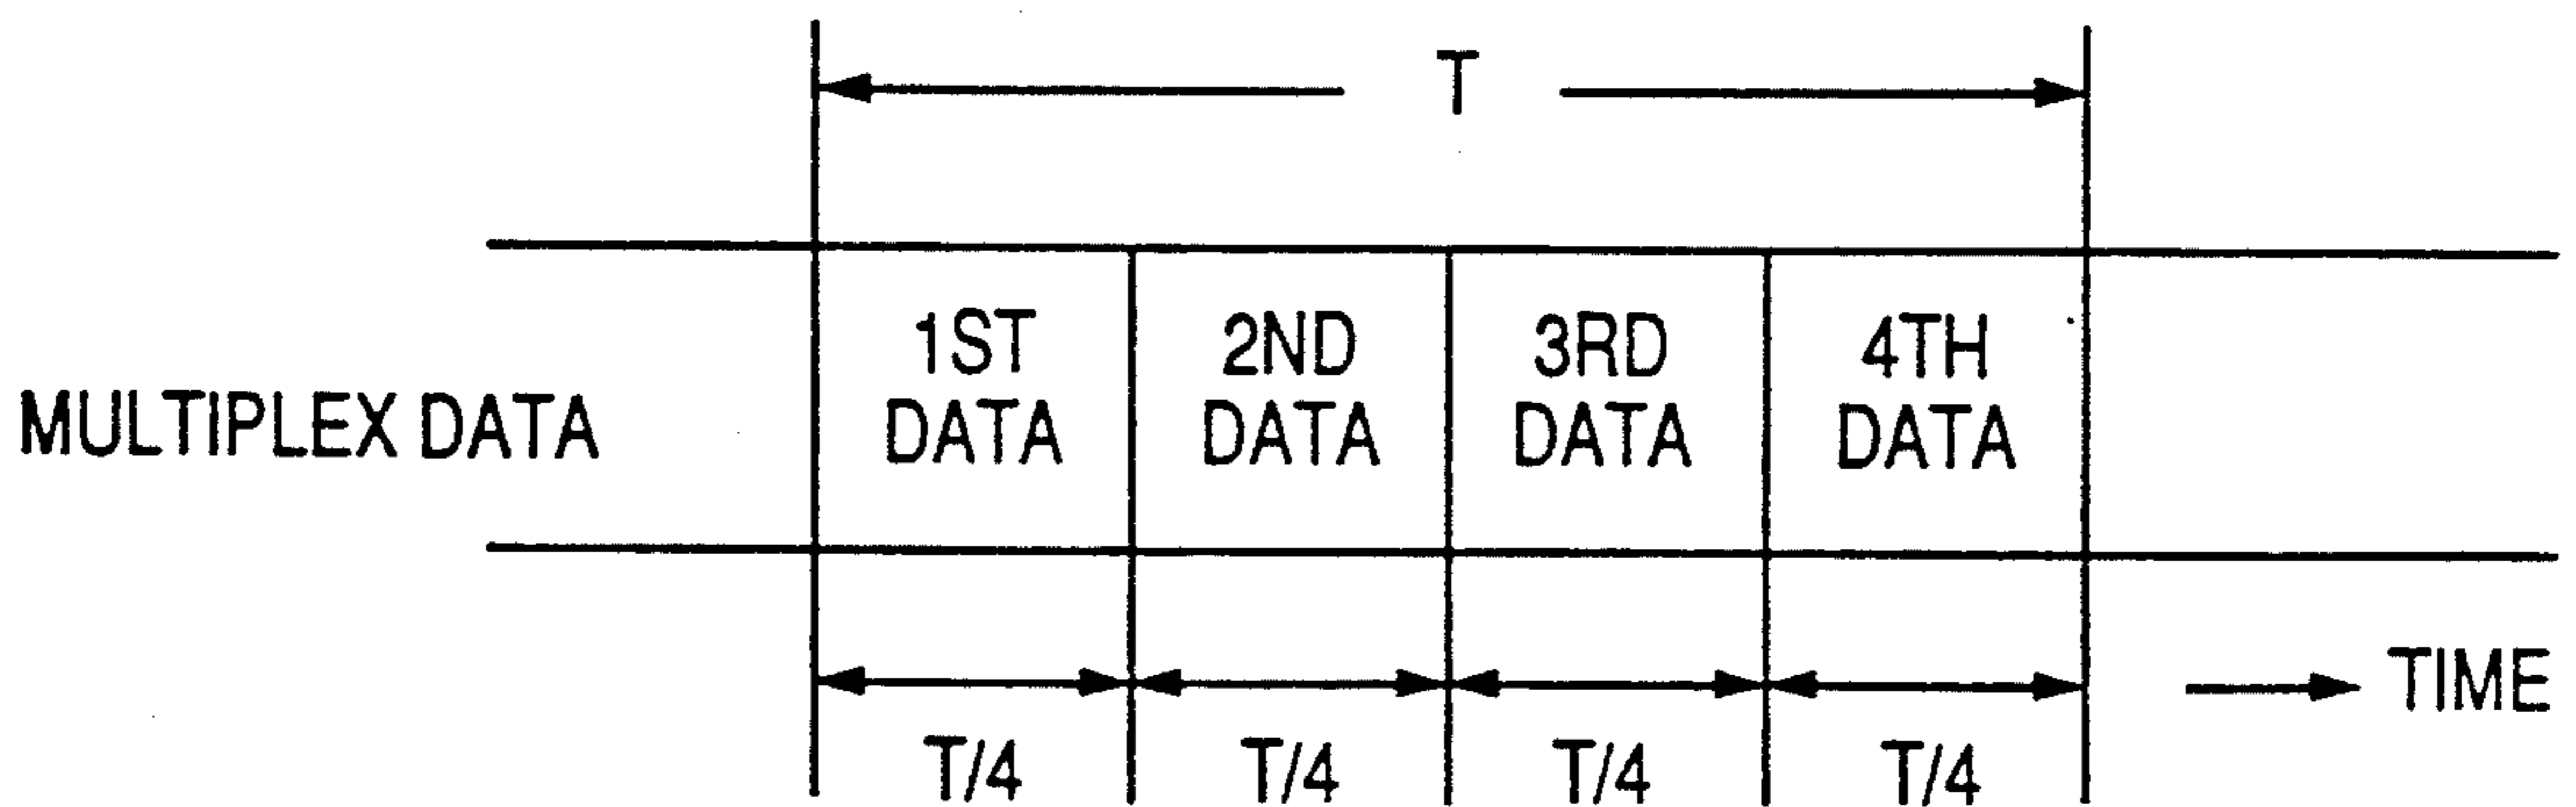 T
1ST DATA
2ND DATA
3RD DATA
4TH DATA
MULTIPLEX DATA
TIME
T/4 T/4 T/4 T/4